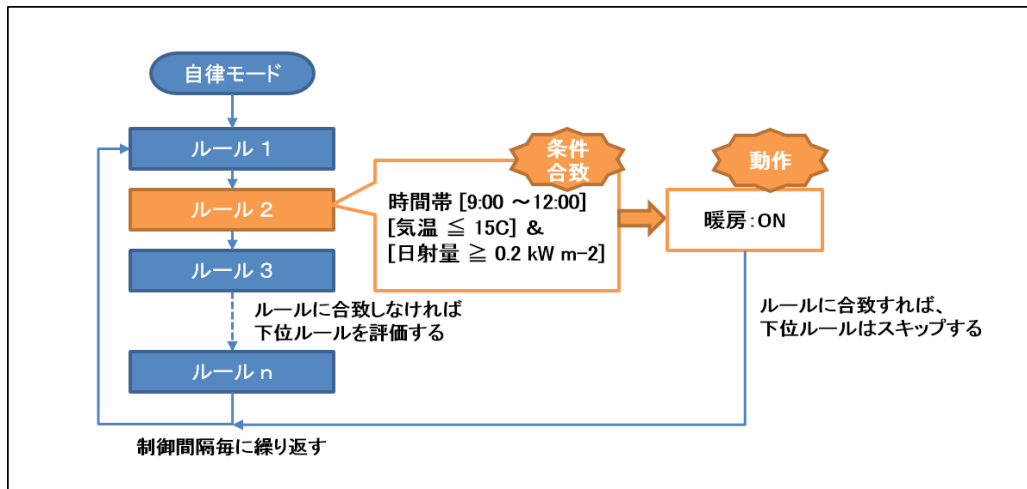 自律モード
ルール 1
ルール 2
ルール 3
ルール n
条件
合致
時間帯 [9:00 ～12:00]
[気温 ≦ 15C] &
[日射量 ≧ 0.2 kW m-2]
動作
暖房:ON
ルールに合致しなければ
下位ルールを評価する
ルールに合致すれば、
下位ルールはスキップする
制御間隔毎に繰り返す